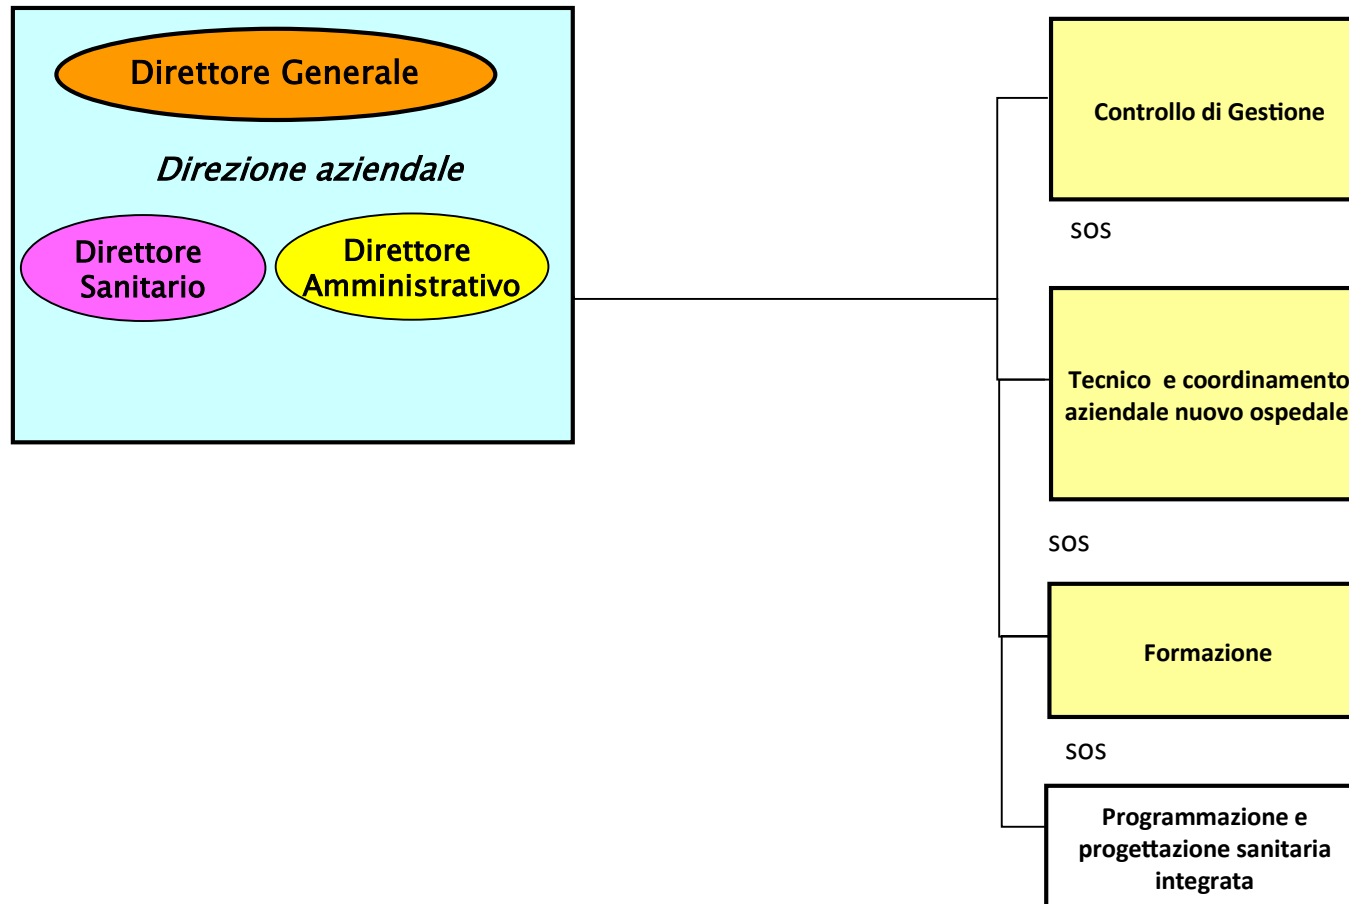 Direttore Generale
Direzione aziendale
Direttore
Sanitario
Direttore
Amministrativo
Controllo di Gestione
SOS
Tecnico e coordinamento
aziendale nuovo ospedale
SOS
Formazione
SOS
Programmazione e
progettazione sanitaria
integrata